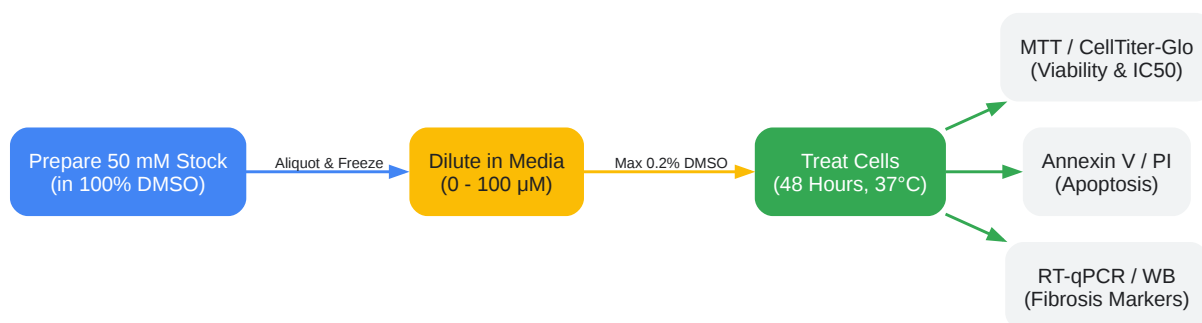 Prepare 50 mM Stock
(in 100% DMSO)
Aliquot & Freeze
Dilute in Media
(0 - 100 μM)
Max 0.2% DMSO
Treat Cells
(48 Hours, 37°C)
MTT / CellTiter-Glo
(Viability & IC50)
Annexin V / PI
(Apoptosis)
RT-qPCR / WB
(Fibrosis Markers)